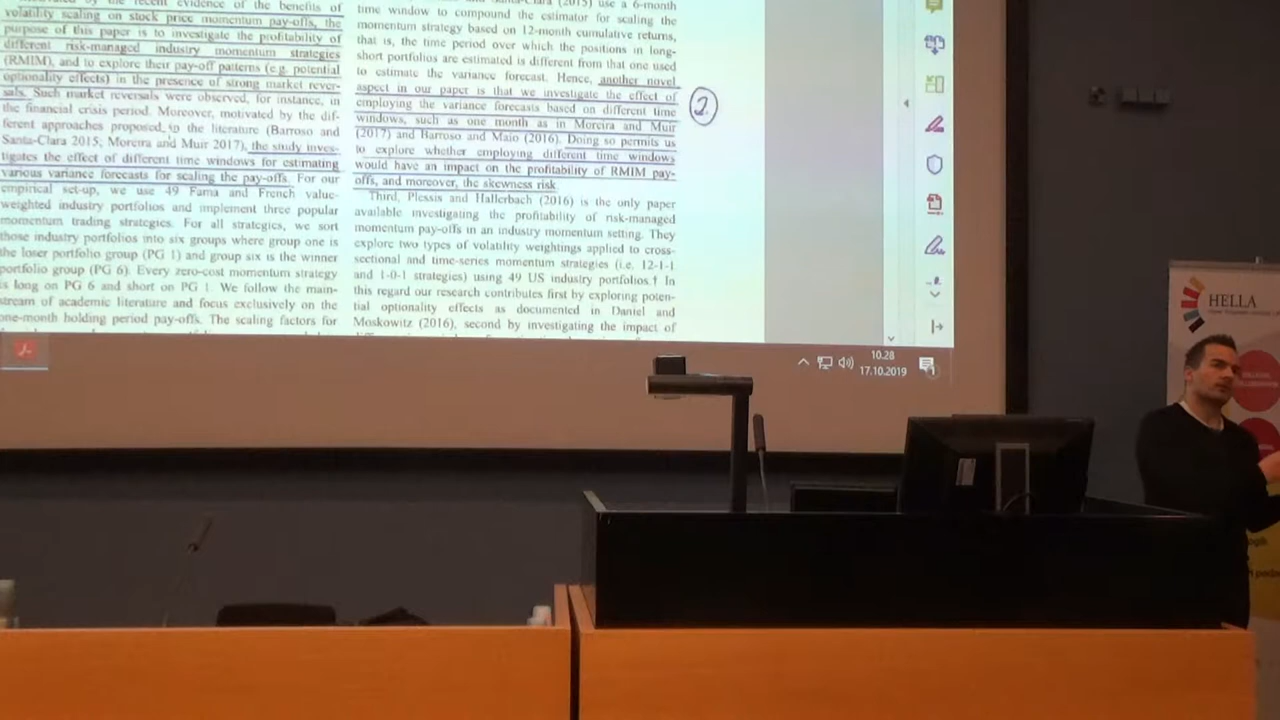 the recent evidence of the benefits of
volatility scaling on stock price momentum pay-offs, the
purpose of this paper is to investigate the profitability of
different risk-managed industry momentum strategies
(RMIM), and to explore their pay-off patterns (e.g. potential
optionality effects) in the presence of strong market rever-
sals. Such market reversals were observed, for instance, in
the financial crisis period. Moreover, motivated by the dif-
ferent approaches proposed in the literature (Barroso and
Santa-Clara 2015; Moreira and Muir 2017), the study inves-
tigates the effect of different time windows for estimating
various variance forecasts for scaling the pay-offs. For our
empirical set-up, we use 49 Fama and French value-
weighted industry portfolios and implement three popular
momentum trading strategies. For all strategies, we sort
those industry portfolios into six groups where group one is
the loser portfolio group (PG 1) and group six is the winner
portfolio group (PG 6). Every zero-cost momentum strategy
is long on PG 6 and short on PG 1. We follow the main-
stream of academic literature and focus exclusively on the
one-month holding period pay-offs. The scaling factors for
(2015) use a 6-month
time window to compound the estimator for scaling the
momentum strategy based on 12-month cumulative returns,
that is, the time period over which the positions in long-
short portfolios are estimated is different from that one used
to estimate the variance forecast. Hence, another novel
aspect in our paper is that we investigate the effect of
employing the variance forecasts based on different time
windows, such as one month as in Moreira and Muir
(2017) and Barroso and Maio (2016). Doing so permits us
to explore whether employing different time windows
would have an impact on the profitability of RMIM pay-
offs, and moreover, the skewness risk.
Third, Plessis and Hallerbach (2016) is the only paper
available investigating the profitability of risk-managed
momentum pay-offs in an industry momentum setting. They
explore two types of volatility weightings applied to cross-
sectional and time-series momentum strategies (i.e. 12-1-1
and 1-0-1 strategies) using 49 US industry portfolios.† In
this regard our research contributes first by exploring poten-
tial optionality effects as documented in Daniel and
Moskowitz (2016), second by investigating the impact of
2.
10.28
17.10.2019
HELLA